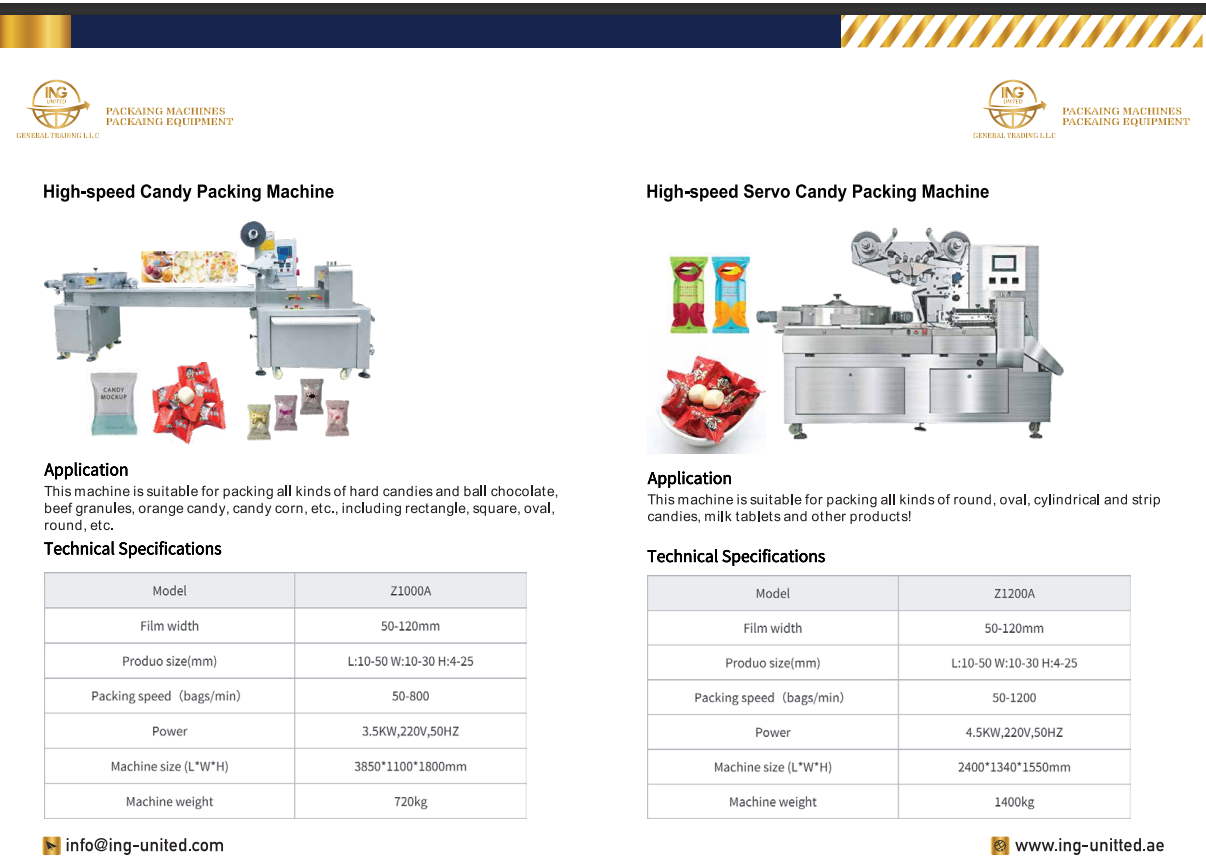 ING
UNITED
GENERAL TRADING L.L.C
PACKAING MACHINES
PACKAING EQUIPMENT
ING
UNITED
GENERAL TRADING L.L.C
PACKAING MACHINES
PACKAING EQUIPMENT
High-speed Candy Packing Machine
CANDY
MOCKUP
Application
This machine is suitable for packing all kinds of hard candies and ball chocolate,
beef granules, orange candy, candy corn, etc., including rectangle, square, oval,
round, etc.
Technical Specifications
Model Z1000A
Film width 50-120mm
Produo size(mm) L:10-50 W:10-30 H:4-25
Packing speed（bags/min） 50-800
Power 3.5KW,220V,50HZ
Machine size (L*W*H) 3850*1100*1800mm
Machine weight 720kg
High-speed Servo Candy Packing Machine
Application
This machine is suitable for packing all kinds of round, oval, cylindrical and strip
candies, milk tablets and other products!
Technical Specifications
Model Z1200A
Film width 50-120mm
Produo size(mm) L:10-50 W:10-30 H:4-25
Packing speed（bags/min） 50-1200
Power 4.5KW,220V,50HZ
Machine size (L*W*H) 2400*1340*1550mm
Machine weight 1400kg
info@ing-united.com
www.ing-unitted.ae